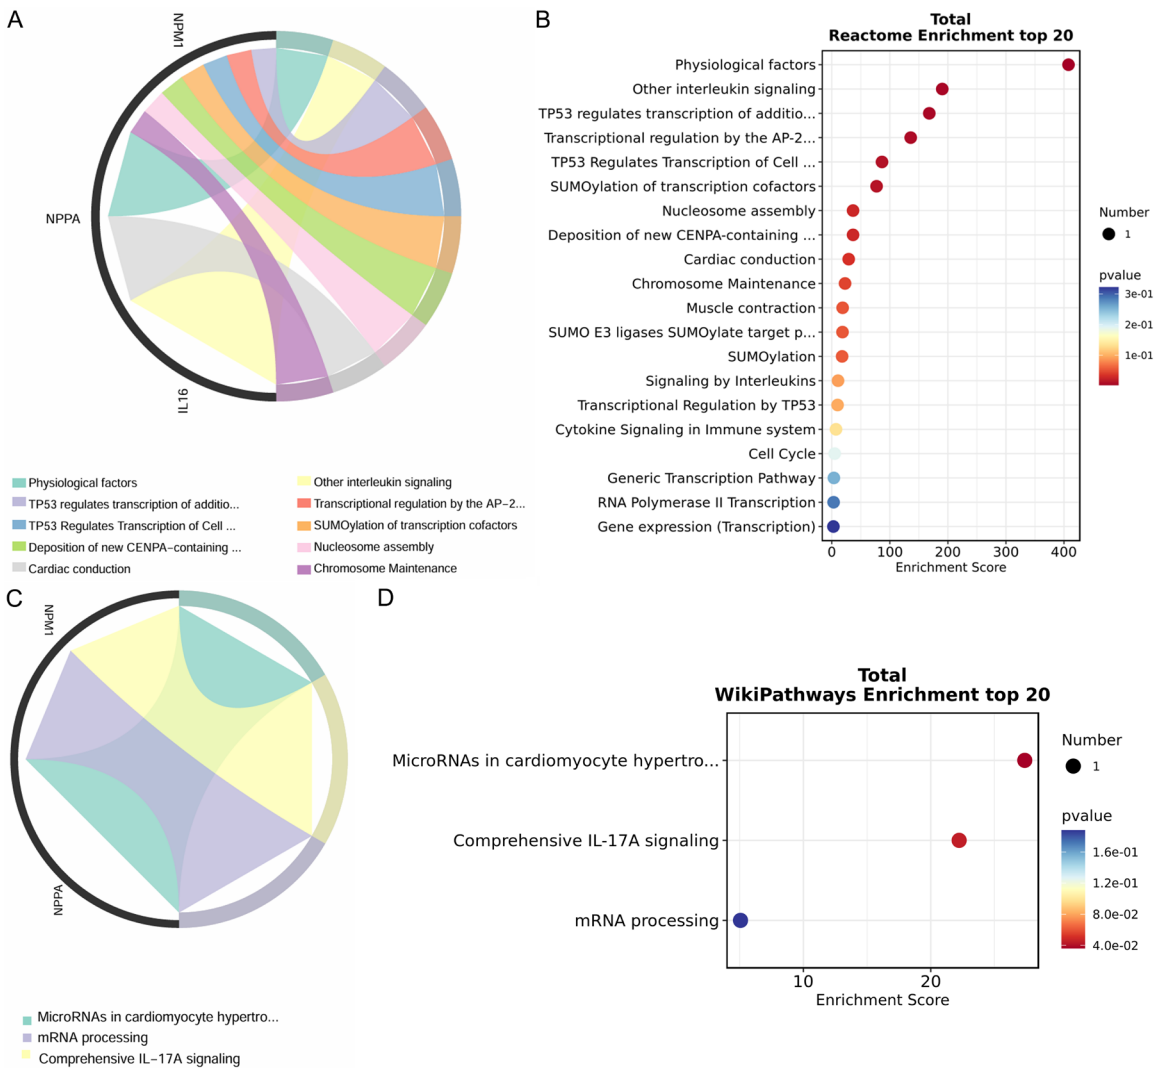 A
NPM1
NPPA
IL16
Physiological factors
Other interleukin signaling
TP53 regulates transcription of additio...
Transcriptional regulation by the AP−2...
TP53 Regulates Transcription of Cell ...
SUMOylation of transcription cofactors
Deposition of new CENPA−containing ...
Nucleosome assembly
Cardiac conduction
Chromosome Maintenance
B
Total
Reactome Enrichment top 20
Physiological factors
Other interleukin signaling
TP53 regulates transcription of additio...
Transcriptional regulation by the AP-2...
TP53 Regulates Transcription of Cell ...
SUMOylation of transcription cofactors
Nucleosome assembly
Deposition of new CENPA-containing ...
Cardiac conduction
Chromosome Maintenance
Muscle contraction
SUMO E3 ligases SUMOylate target p...
SUMOylation
Signaling by Interleukins
Transcriptional Regulation by TP53
Cytokine Signaling in Immune system
Cell Cycle
Generic Transcription Pathway
RNA Polymerase II Transcription
Gene expression (Transcription)
0 100 200 300 400
Enrichment Score
Number
1
pvalue
3e-01
2e-01
1e-01
C
NPM1
NPPA
MicroRNAs in cardiomyocyte hypertro...
mRNA processing
Comprehensive IL−17A signaling
D
Total
WikiPathways Enrichment top 20
MicroRNAs in cardiomyocyte hypertro...
Comprehensive IL-17A signaling
mRNA processing
10 20
Enrichment Score
Number
1
pvalue
1.6e-01
1.2e-01
8.0e-02
4.0e-02